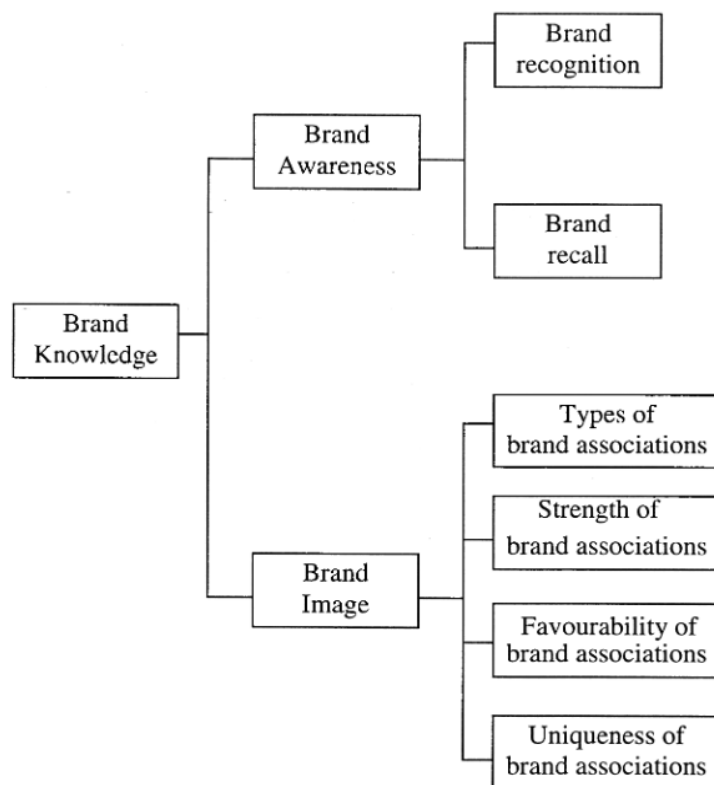 Brand
recognition
Brand
Awareness
Brand
recall
Brand
Knowledge
Types of
brand associations
Strength of
brand associations
Brand
Image
Favourability of
brand associations
Uniqueness of
brand associations